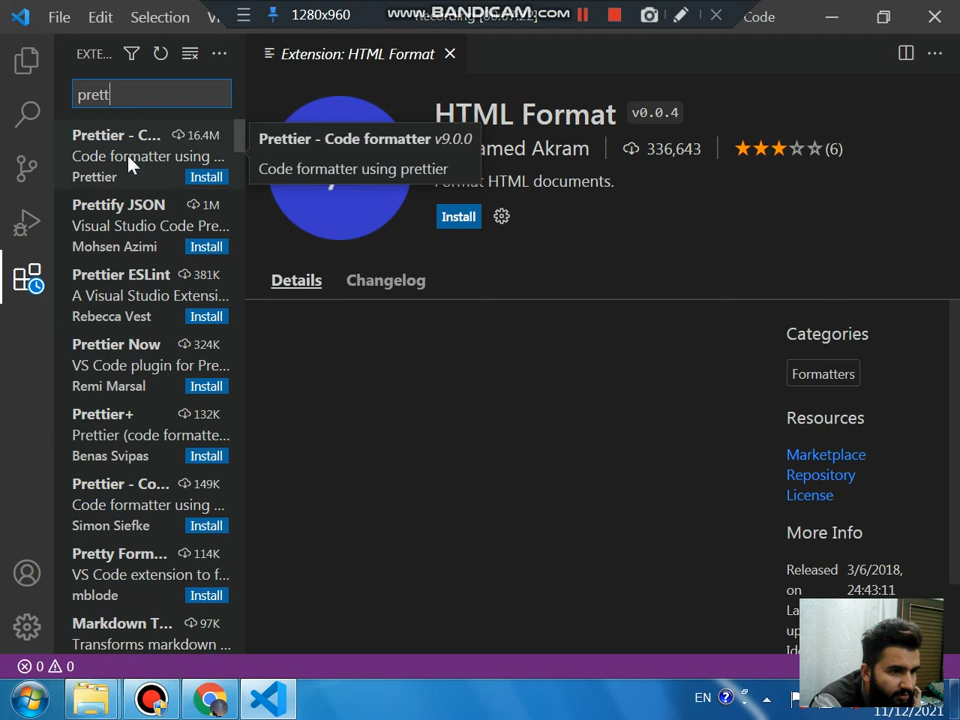 File Edit Selection
1280x960
www.BANDICAM.com
Code
EXTE...
Extension: HTML Format
prett
Prettier - C... 16.4M
Code formatter using ...
Prettier Install
Prettify JSON 1M
Visual Studio Code Pre...
Mohsen Azimi Install
Prettier ESLint 381K
A Visual Studio Extensi...
Rebecca Vest Install
Prettier Now 324K
VS Code plugin for Pre...
Remi Marsal Install
Prettier+ 132K
Prettier (code formatte...
Benas Svipas Install
Prettier - Co... 149K
Code formatter using ...
Simon Siefke Install
Pretty Form... 114K
VS Code extension to f...
mblode Install
Markdown T... 97K
Transforms markdown ...
Prettier - Code formatter v9.0.0
Code formatter using prettier
HTML Format v0.0.4
amed Akram 336,643 (6)
Format HTML documents.
Install
Details Changelog
Categories
Formatters
Resources
Marketplace
Repository
License
More Info
Released 3/6/2018,
on 24:43:11
0 0
EN
11/12/2021